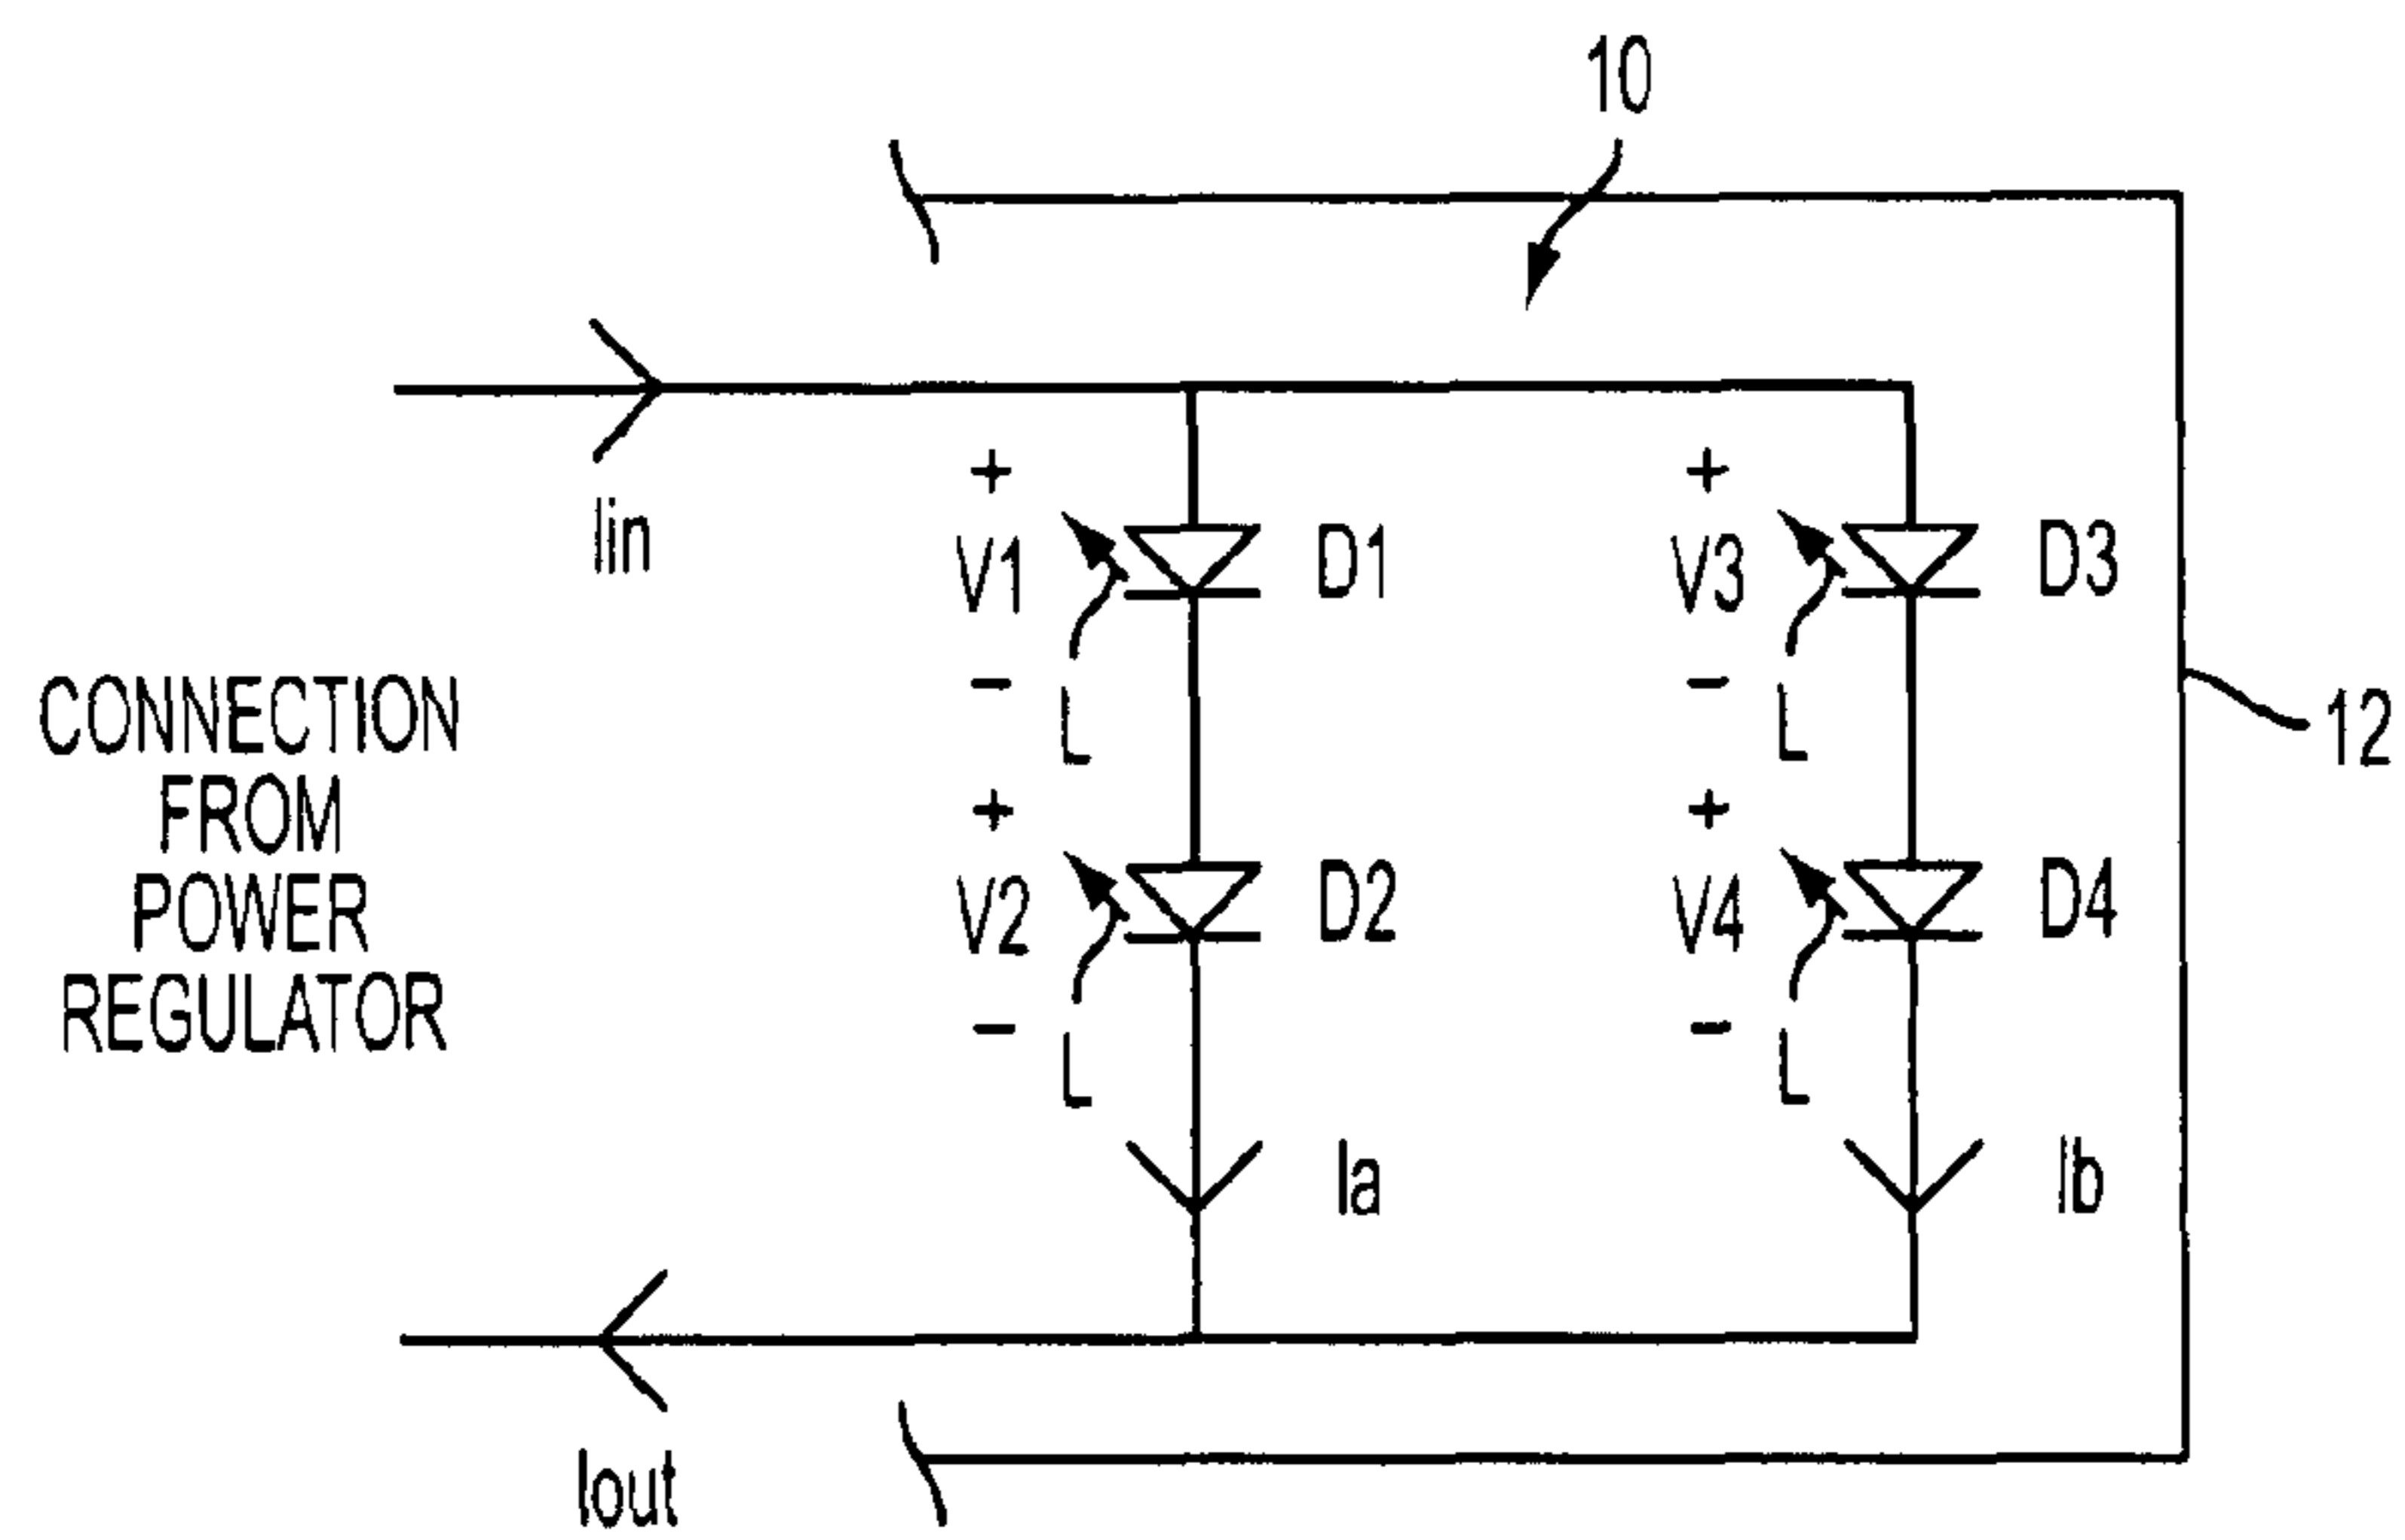 10
Iin
+
V1
−
L
D1
+
V3
−
L
D3
CONNECTION
FROM
POWER
REGULATOR
12
+
V2
−
L
D2
+
V4
−
L
D4
Ia
Ib
Iout